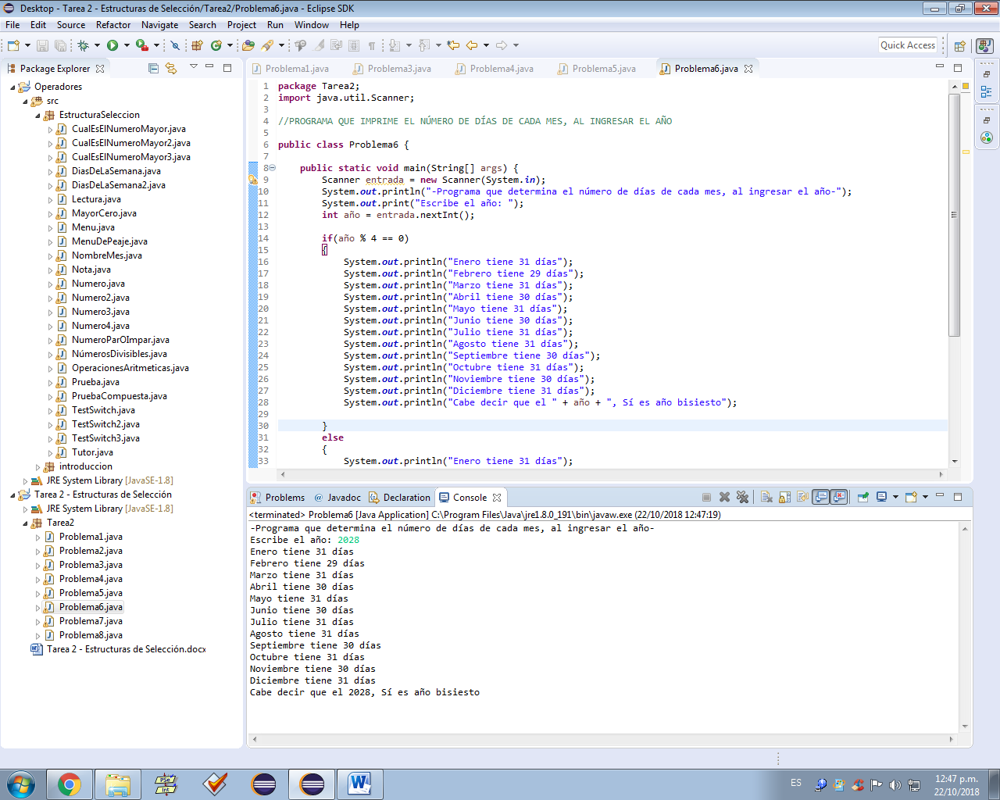 Desktop - Tarea 2 - Estructuras de Selección/Tarea2/Problema6.java - Eclipse SDK
File Edit Source Refactor Navigate Search Project Run Window Help
Quick Access
Package Explorer
Operadores
src
EstructuraSeleccion
CualEsElNumeroMayor.java
CualEsElNumeroMayor2.java
CualEsElNumeroMayor3.java
DiasDeLaSemana.java
DiasDeLaSemana2.java
Lectura.java
MayorCero.java
Menu.java
MenuDePeaje.java
NombreMes.java
Nota.java
Numero.java
Numero2.java
Numero3.java
Numero4.java
NumeroParOImpar.java
NúmerosDivisibles.java
OperacionesAritmeticas.java
Prueba.java
PruebaCompuesta.java
TestSwitch.java
TestSwitch2.java
TestSwitch3.java
Tutor.java
introduccion
JRE System Library [JavaSE-1.8]
Tarea 2 - Estructuras de Selección
JRE System Library [JavaSE-1.8]
Tarea2
Problema1.java
Problema2.java
Problema3.java
Problema4.java
Problema5.java
Problema6.java
Problema7.java
Problema8.java
Tarea 2 - Estructuras de Selección.docx
Problema1.java Problema3.java Problema4.java Problema5.java Problema6.java
1 package Tarea2;
2 import java.util.Scanner;
3
4 //PROGRAMA QUE IMPRIME EL NÚMERO DE DÍAS DE CADA MES, AL INGRESAR EL AÑO
5
6 public class Problema6 {
7
8 public static void main(String[] args) {
9 Scanner entrada = new Scanner(System.in);
10 System.out.println("-Programa que determina el número de días de cada mes, al ingresar el año-");
11 System.out.print("Escribe el año: ");
12 int año = entrada.nextInt();
13
14 if(año % 4 == 0)
15 {
16 System.out.println("Enero tiene 31 días");
17 System.out.println("Febrero tiene 29 días");
18 System.out.println("Marzo tiene 31 días");
19 System.out.println("Abril tiene 30 días");
20 System.out.println("Mayo tiene 31 días");
21 System.out.println("Junio tiene 30 días");
22 System.out.println("Julio tiene 31 días");
23 System.out.println("Agosto tiene 31 días");
24 System.out.println("Septiembre tiene 30 días");
25 System.out.println("Octubre tiene 31 días");
26 System.out.println("Noviembre tiene 30 días");
27 System.out.println("Diciembre tiene 31 días");
28 System.out.println("Cabe decir que el " + año + ", Sí es año bisiesto");
29
30 }
31 else
32 {
33 System.out.println("Enero tiene 31 días");
Problems Javadoc Declaration Console
<terminated> Problema6 [Java Application] C:\Program Files\Java\jre1.8.0_191\bin\javaw.exe (22/10/2018 12:47:19)
-Programa que determina el número de días de cada mes, al ingresar el año-
Escribe el año: 2028
Enero tiene 31 días
Febrero tiene 29 días
Marzo tiene 31 días
Abril tiene 30 días
Mayo tiene 31 días
Junio tiene 30 días
Julio tiene 31 días
Agosto tiene 31 días
Septiembre tiene 30 días
Octubre tiene 31 días
Noviembre tiene 30 días
Diciembre tiene 31 días
Cabe decir que el 2028, Sí es año bisiesto
PSe
Int
ES
12:47 p.m.
22/10/2018